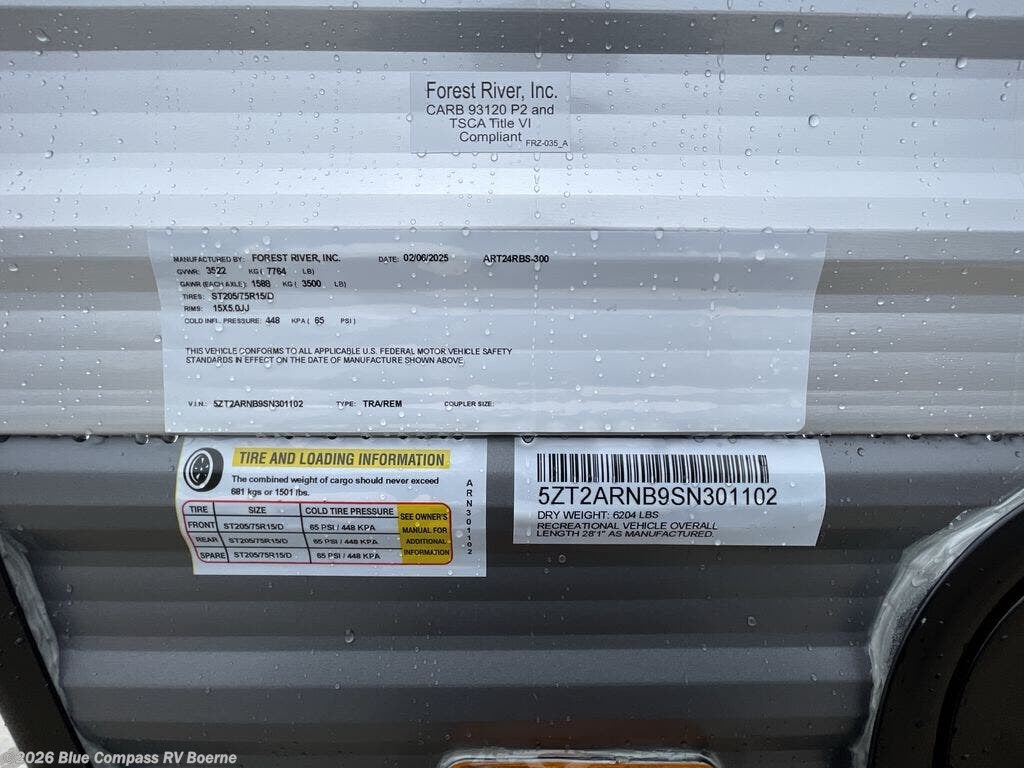 Forest River, Inc.
CARB 93120 P2 and
TSCA Title VI
Compliant FRZ-035_A
MANUFACTURED BY: FOREST RIVER, INC. DATE: 02/06/2025 ART24RBS-300
GVWR: 3522 KG ( 7764 LB)
GAWR (EACH AXLE): 1588 KG ( 3500 LB)
TIRES: ST205/75R15/D
RIMS: 15X5.0JJ
COLD INFL. PRESSURE: 448 KPA ( 65 PSI )
THIS VEHICLE CONFORMS TO ALL APPLICABLE U.S. FEDERAL MOTOR VEHICLE SAFETY
STANDARDS IN EFFECT ON THE DATE OF MANUFACTURE SHOWN ABOVE
V.I.N.: 5ZT2ARNB9SN301102 TYPE: TRA/REM COUPLER SIZE:
TIRE AND LOADING INFORMATION
The combined weight of cargo should never exceed
681 kgs or 1501 lbs.
TIRE SIZE COLD TIRE PRESSURE
FRONT ST205/75R15/D 65 PSI / 448 KPA
REAR ST205/75R15/D 65 PSI / 448 KPA
SPARE ST205/75R15/D 65 PSI / 448 KPA
SEE OWNER'S
MANUAL FOR
ADDITIONAL
INFORMATION
ARN301102
5ZT2ARNB9SN301102
DRY WEIGHT: 6204 LBS
RECREATIONAL VEHICLE OVERALL
LENGTH 28'1" AS MANUFACTURED.
©2026 Blue Compass RV Boerne